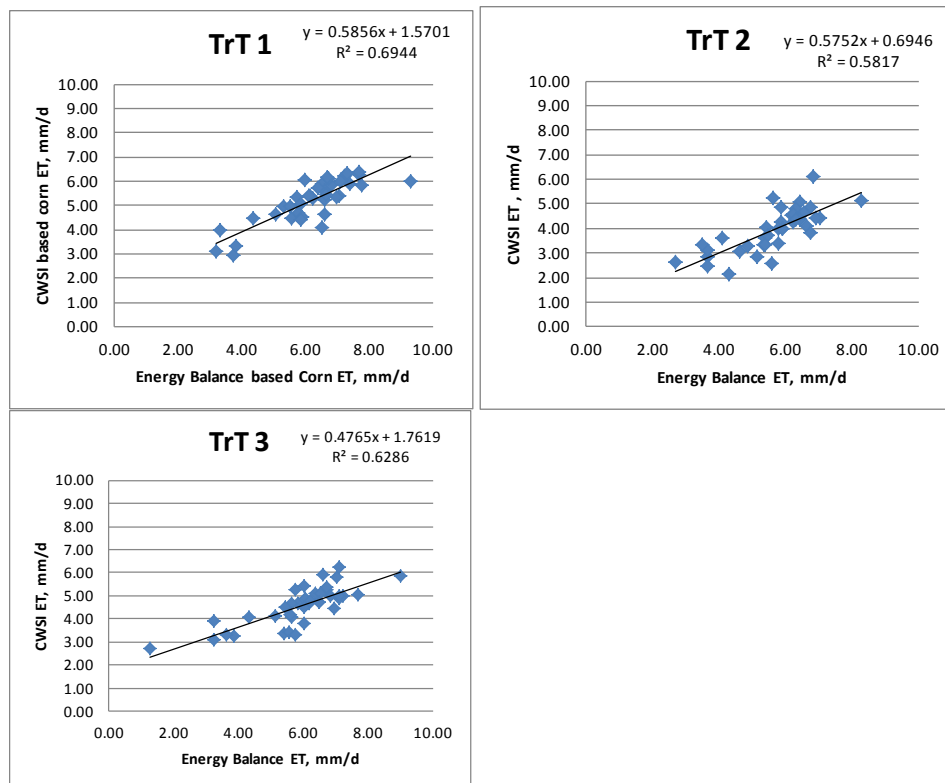 TrT 1
y = 0.5856x + 1.5701
R² = 0.6944
10.00
9.00
8.00
7.00
6.00
5.00
4.00
3.00
2.00
1.00
0.00
CWSI based corn ET, mm/d
0.00 2.00 4.00 6.00 8.00 10.00
Energy Balance based Corn ET, mm/d
TrT 2
y = 0.5752x + 0.6946
R² = 0.5817
10.00
9.00
8.00
7.00
6.00
5.00
4.00
3.00
2.00
1.00
0.00
CWSI ET, mm/d
0.00 2.00 4.00 6.00 8.00 10.00
Energy Balance ET, mm/d
TrT 3
y = 0.4765x + 1.7619
R² = 0.6286
10.00
9.00
8.00
7.00
6.00
5.00
4.00
3.00
2.00
1.00
0.00
CWSI ET, mm/d
0.00 2.00 4.00 6.00 8.00 10.00
Energy Balance ET, mm/d